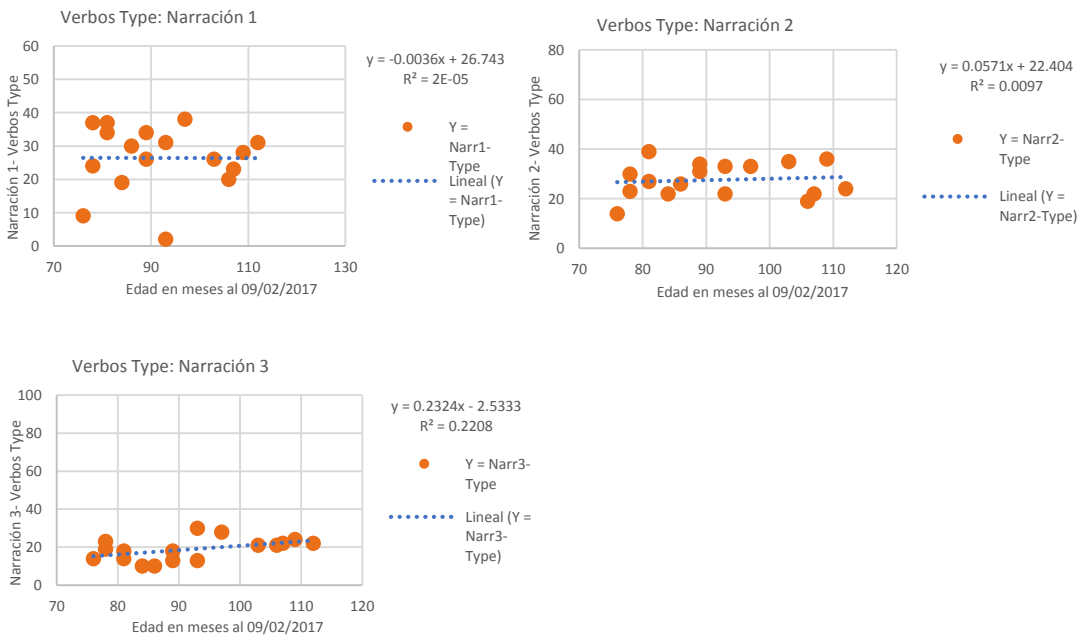 Verbos Type: Narración 1
60
50
40
30
20
10
0
70
90
110
130
Narración 1- Verbos Type
Edad en meses al 09/02/2017
y = -0.0036x + 26.743
R² = 2E-05
Y =
Narr1-
Type
Lineal (Y
= Narr1-
Type)
Verbos Type: Narración 2
80
60
40
20
0
70
80
90
100
110
120
Narración 2- Verbos Type
Edad en meses al 09/02/2017
y = 0.0571x + 22.404
R² = 0.0097
Y = Narr2-
Type
Lineal (Y =
Narr2-Type)
Verbos Type: Narración 3
100
80
60
40
20
0
70
80
90
100
110
120
Narración 3- Verbos Type
Edad en meses al 09/02/2017
y = 0.2324x - 2.5333
R² = 0.2208
Y = Narr3-
Type
Lineal (Y =
Narr3-
Type)